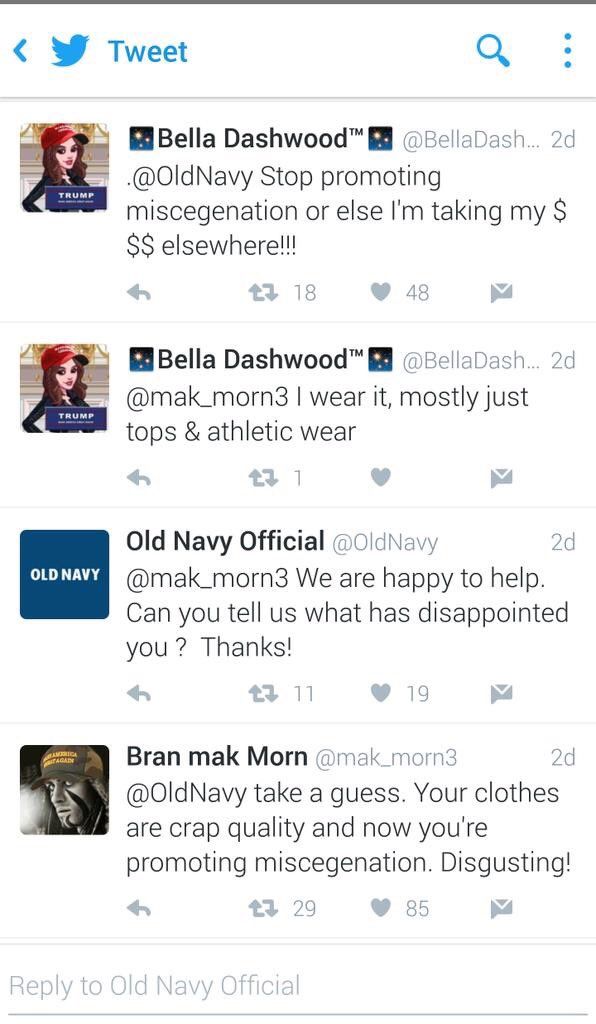 Tweet
Bella Dashwood™ @BellaDash... 2d
.@OldNavy Stop promoting
miscegenation or else I'm taking my $
$$ elsewhere!!!
18 48
TRUMP
Bella Dashwood™ @BellaDash... 2d
@mak_morn3 I wear it, mostly just
tops & athletic wear
1
TRUMP
Old Navy Official @OldNavy 2d
OLD NAVY
@mak_morn3 We are happy to help.
Can you tell us what has disappointed
you ? Thanks!
11 19
Bran mak Morn @mak_morn3 2d
@OldNavy take a guess. Your clothes
are crap quality and now you're
promoting miscegenation. Disgusting!
29 85
Reply to Old Navy Official